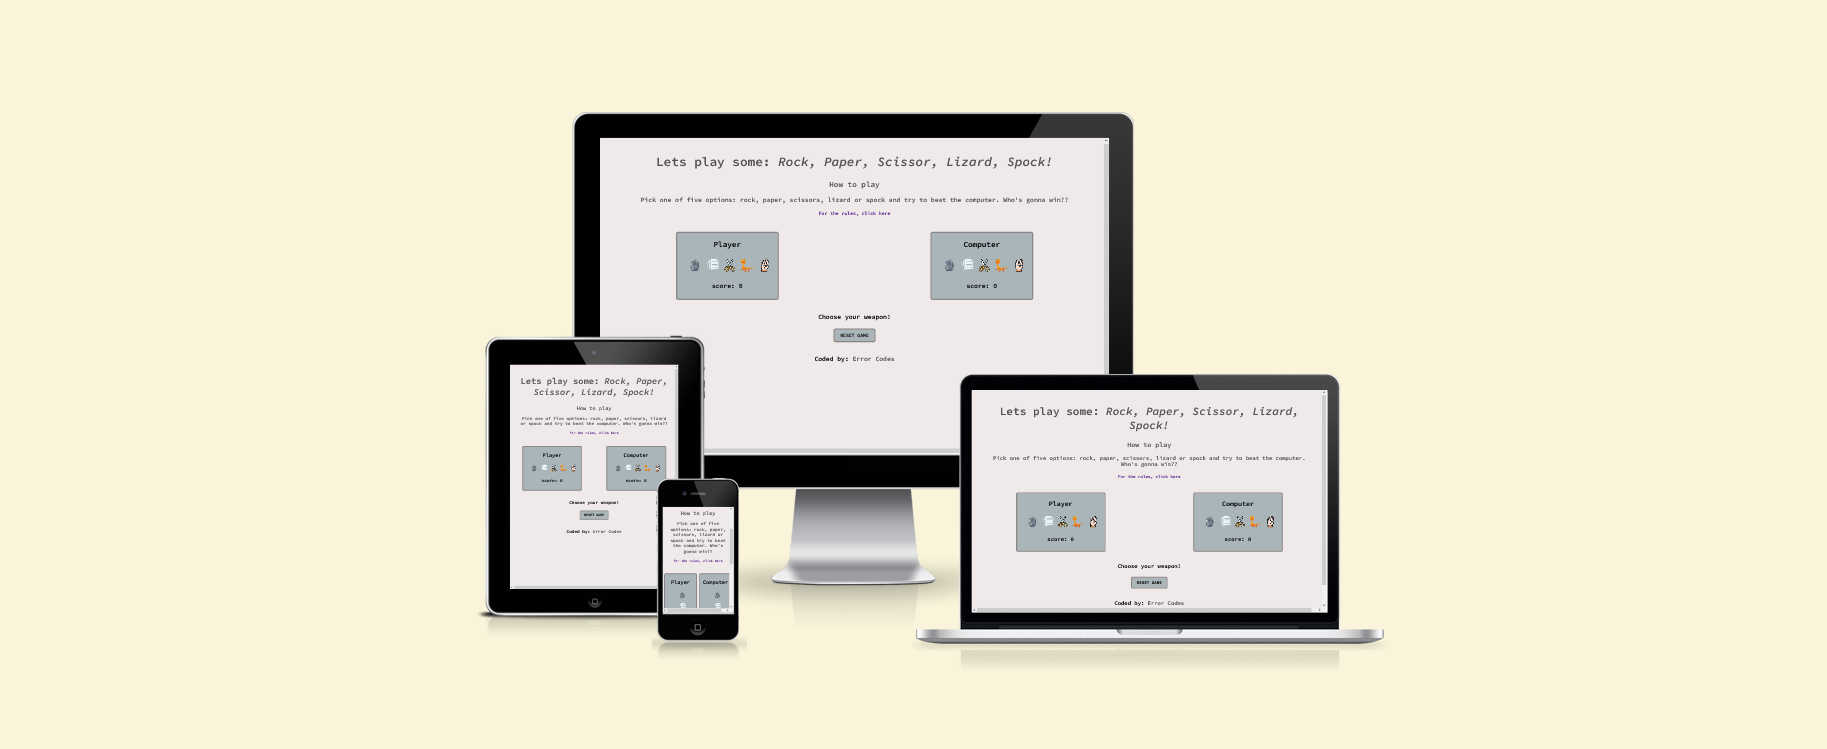 Lets play some: Rock, Paper, Scissor, Lizard, Spock!
How to play
Pick one of five options: rock, paper, scissors, lizard or spock and try to beat the computer. Who's gonna win??
For the rules, click here
Player
Computer
score: 0
score: 0
Choose your weapon!
RESET GAME
Coded by: Error Codes
Lets play some: Rock, Paper,
Scissor, Lizard, Spock!
How to play
Pick one of five options: rock, paper, scissors, lizard
or spock and try to beat the computer. Who's gonna win??
For the rules, click here
Player
Computer
score: 0
score: 0
Choose your weapon!
RESET GAME
Coded by: Error Codes
How to play
Pick one of five
options: rock, paper,
scissors, lizard or
spock and try to beat
the computer. Who's
gonna win??
For the rules, click here
Player
Computer
Lets play some: Rock, Paper, Scissor, Lizard,
Spock!
How to play
Pick one of five options: rock, paper, scissors, lizard or spock and try to beat the computer.
Who's gonna win??
For the rules, click here
Player
Computer
score: 0
score: 0
Choose your weapon!
RESET GAME
Coded by: Error Codes